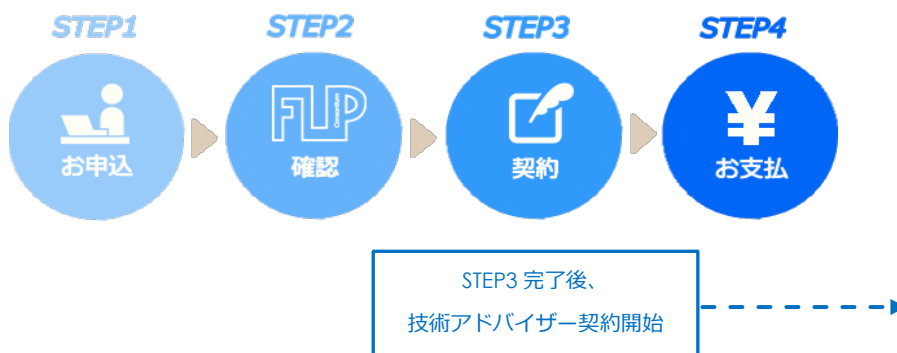 STEP1
STEP2
STEP3
STEP4
お申込
FLP
Consortium
確認
契約
¥
お支払
STEP3 完了後、
技術アドバイザー契約開始